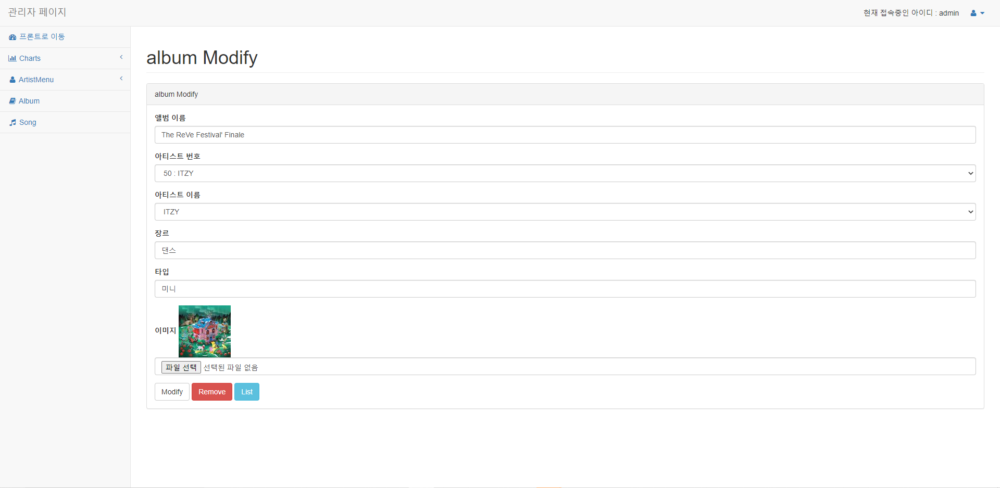 관리자 페이지
현재 접속중인 아이디 : admin
프론트로 이동
Charts
ArtistMenu
Album
Song
album Modify
album Modify
앨범 이름
The ReVe Festival' Finale
아티스트 번호
50 : ITZY
아티스트 이름
ITZY
장르
댄스
타입
미니
이미지
파일 선택 선택된 파일 없음
Modify Remove List